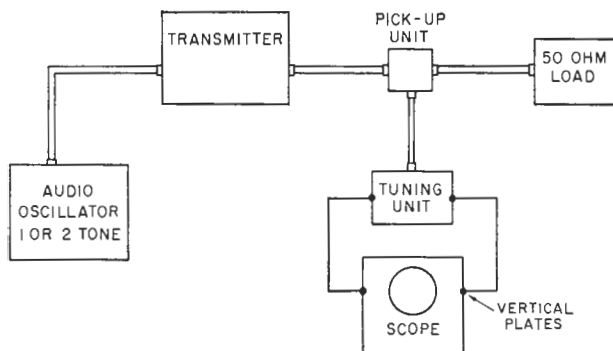 TRANSMITTER
PICK-UP
UNIT
50 OHM
LOAD
AUDIO
OSCILLATOR
1 OR 2 TONE
TUNING
UNIT
SCOPE
VERTICAL
PLATES